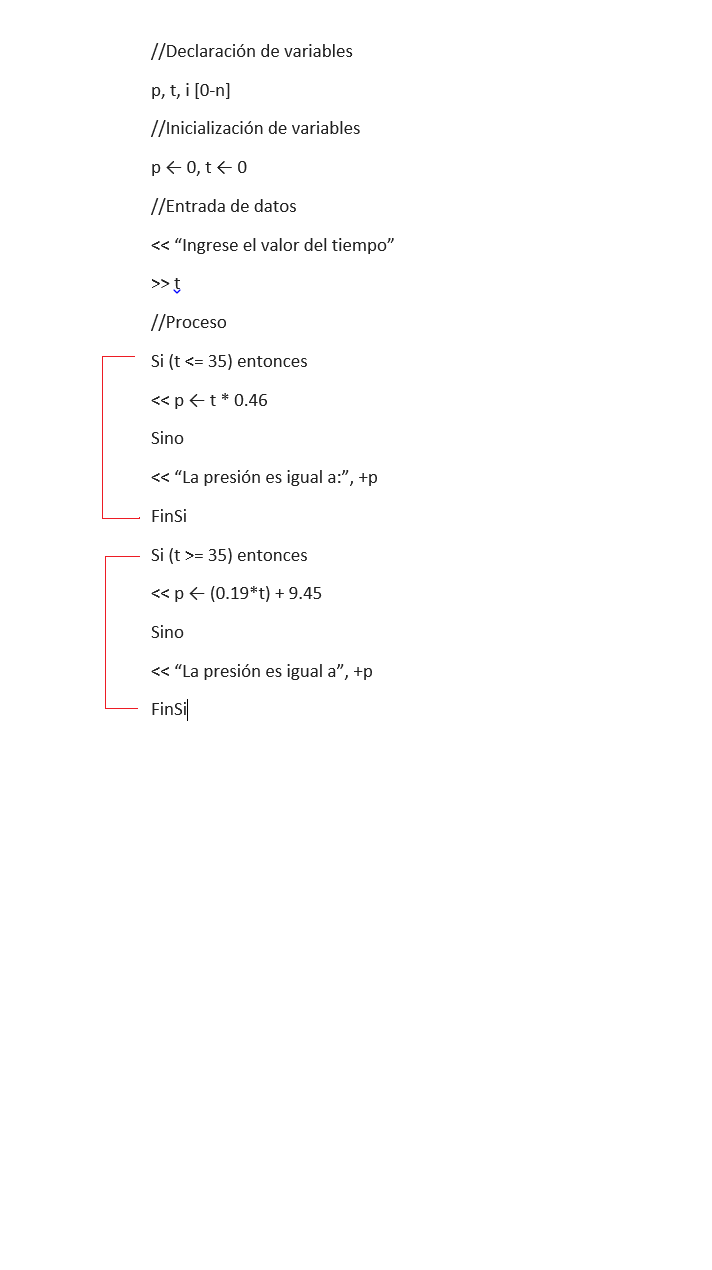 //Declaración de variables
p, t, i [0-n]
//Inicialización de variables
p ← 0, t ← 0
//Entrada de datos
<< “Ingrese el valor del tiempo”
>> t
//Proceso
Si (t <= 35) entonces
<< p ← t * 0.46
Sino
<< “La presión es igual a:”, +p
FinSi
Si (t >= 35) entonces
<< p ← (0.19*t) + 9.45
Sino
<< “La presión es igual a”, +p
FinSi